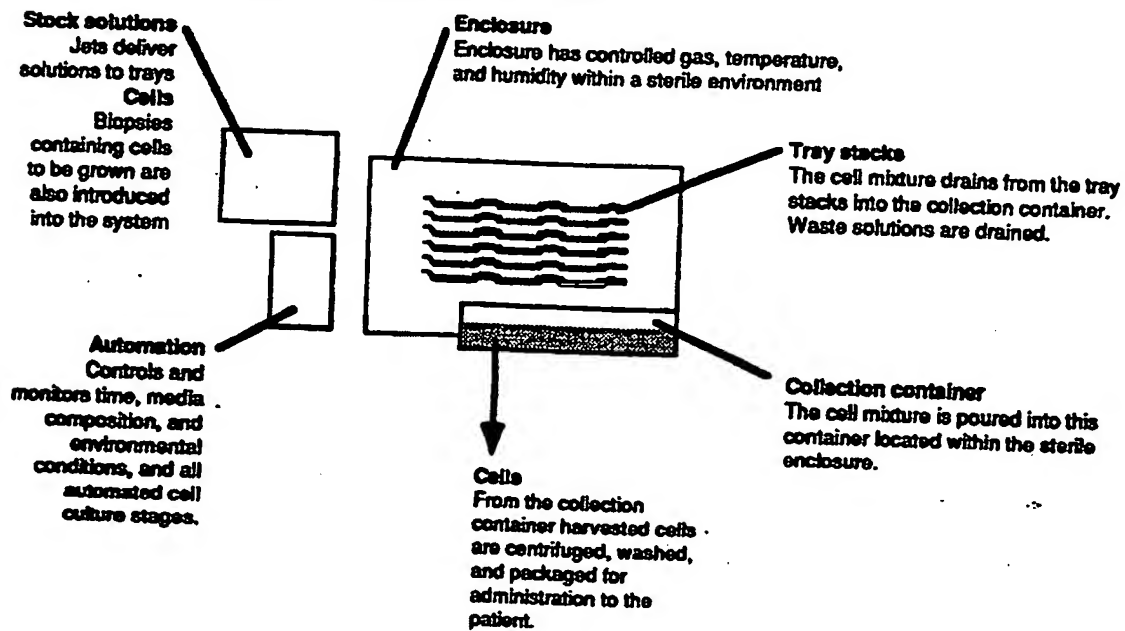 Stock solutions
Jets deliver
solutions to trays
Cells
Biopsies
containing cells
to be grown are
also introduced
into the system
Enclosure
Enclosure has controlled gas, temperature,
and humidity within a sterile environment
Tray stacks
The cell mixture drains from the tray
stacks into the collection container.
Waste solutions are drained.
Automation
Controls and
monitors time, media
composition, and
environmental
conditions, and all
automated cell
culture stages.
Collection container
The cell mixture is poured into this
container located within the sterile
enclosure.
Cells
From the collection
container harvested cells
are centrifuged, washed,
and packaged for
administration to the
patient.